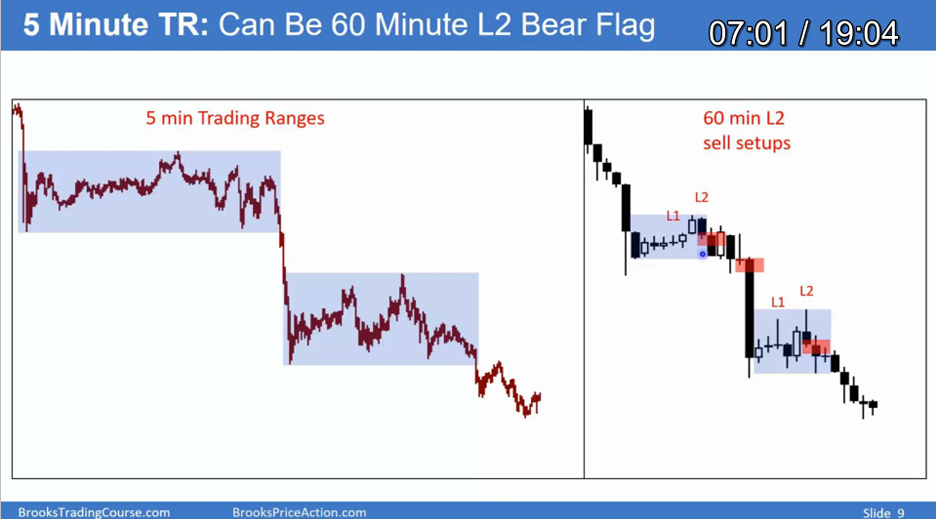 5 Minute TR: Can Be 60 Minute L2 Bear Flag
07:01 / 19:04
5 min Trading Ranges
60 min L2
sell setups
L2
L1
L1
L2
BrooksTradingCourse.com
BrooksPriceAction.com
Slide 9